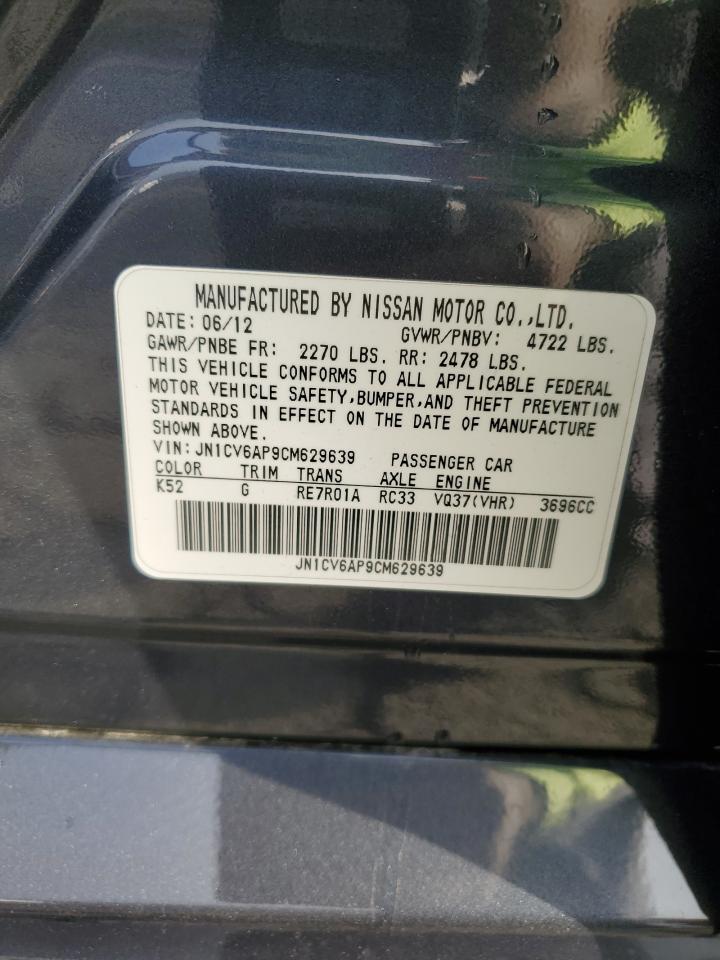 MANUFACTURED BY NISSAN MOTOR CO.,LTD.
DATE: 06/12 GVWR/PNBV: 4722 LBS.
GAWR/PNBE FR: 2270 LBS. RR: 2478 LBS.
THIS VEHICLE CONFORMS TO ALL APPLICABLE FEDERAL
MOTOR VEHICLE SAFETY,BUMPER,AND THEFT PREVENTION
STANDARDS IN EFFECT ON THE DATE OF MANUFACTURE
SHOWN ABOVE.
VIN: JN1CV6AP9CM629639 PASSENGER CAR
COLOR TRIM TRANS AXLE ENGINE
K52 G RE7R01A RC33 VQ37(VHR) 3696CC
JN1CV6AP9CM629639